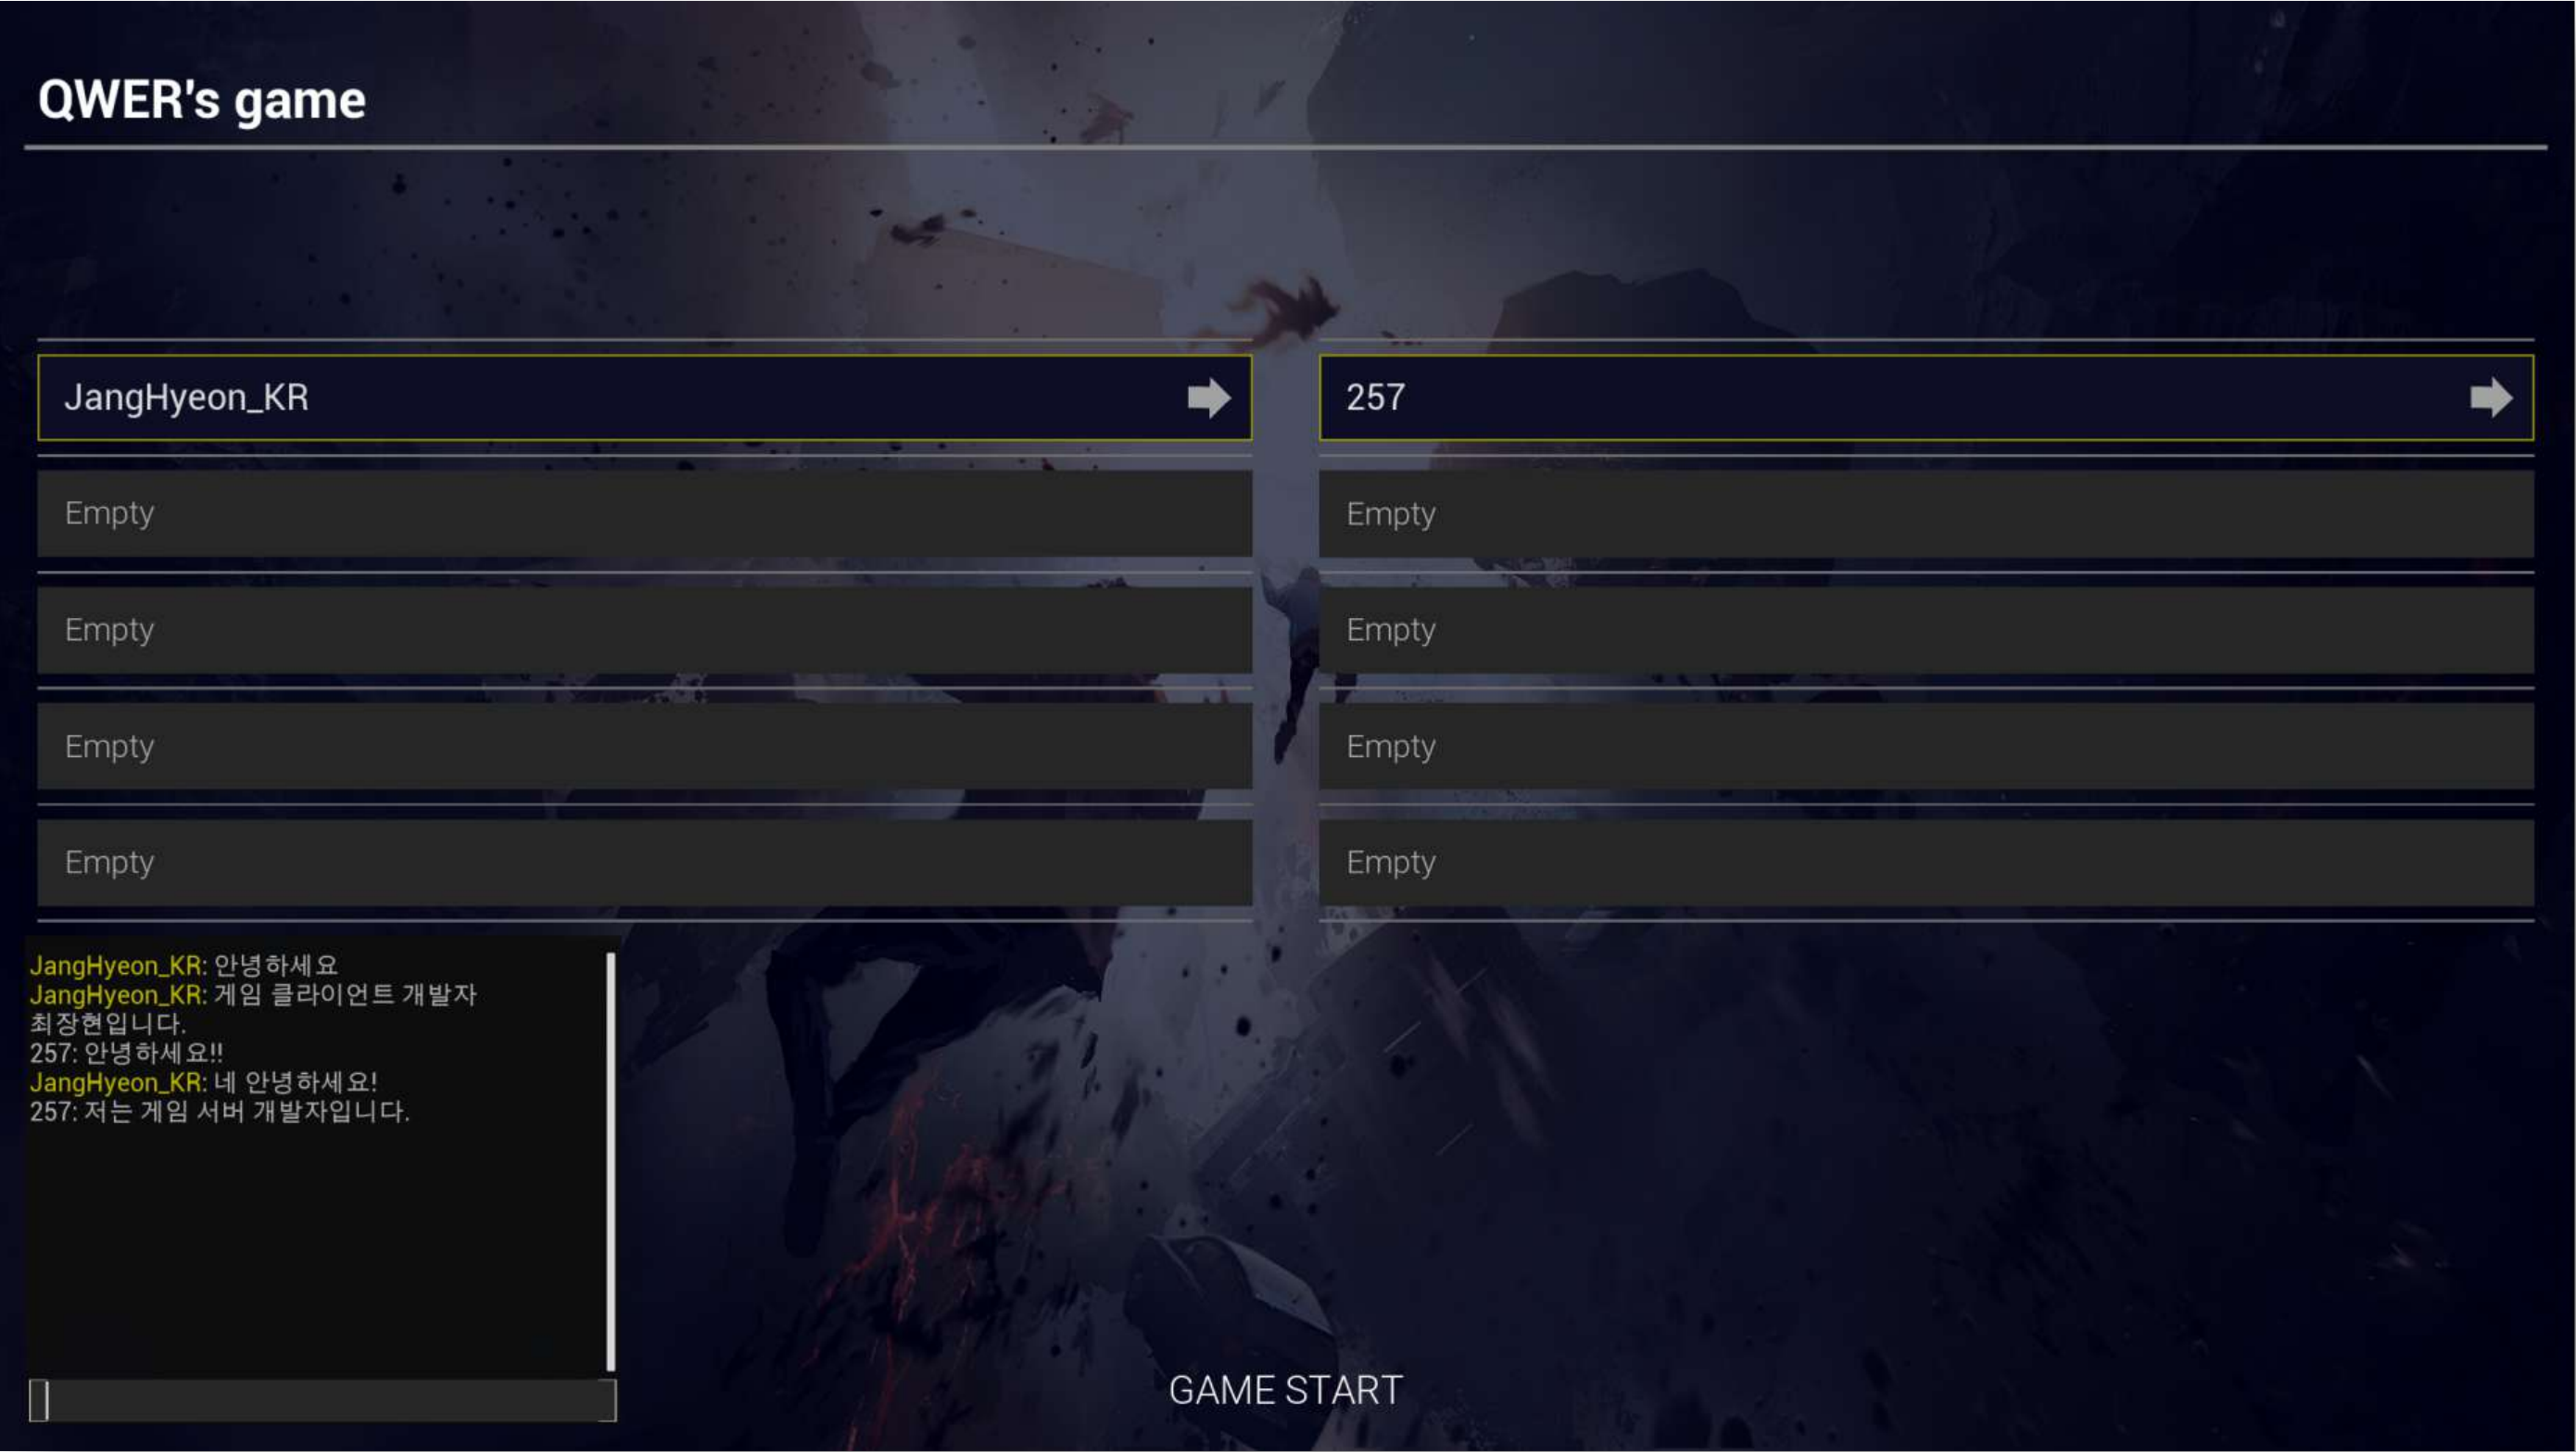 QWER's game
JangHyeon_KR
257
Empty
Empty
Empty
Empty
Empty
Empty
Empty
Empty
JangHyeon_KR: 안녕하세요
JangHyeon_KR: 게임 클라이언트 개발자
최장현입니다.
257: 안녕하세요!!
JangHyeon_KR: 네 안녕하세요!
257: 저는 게임 서버 개발자입니다.
GAME START